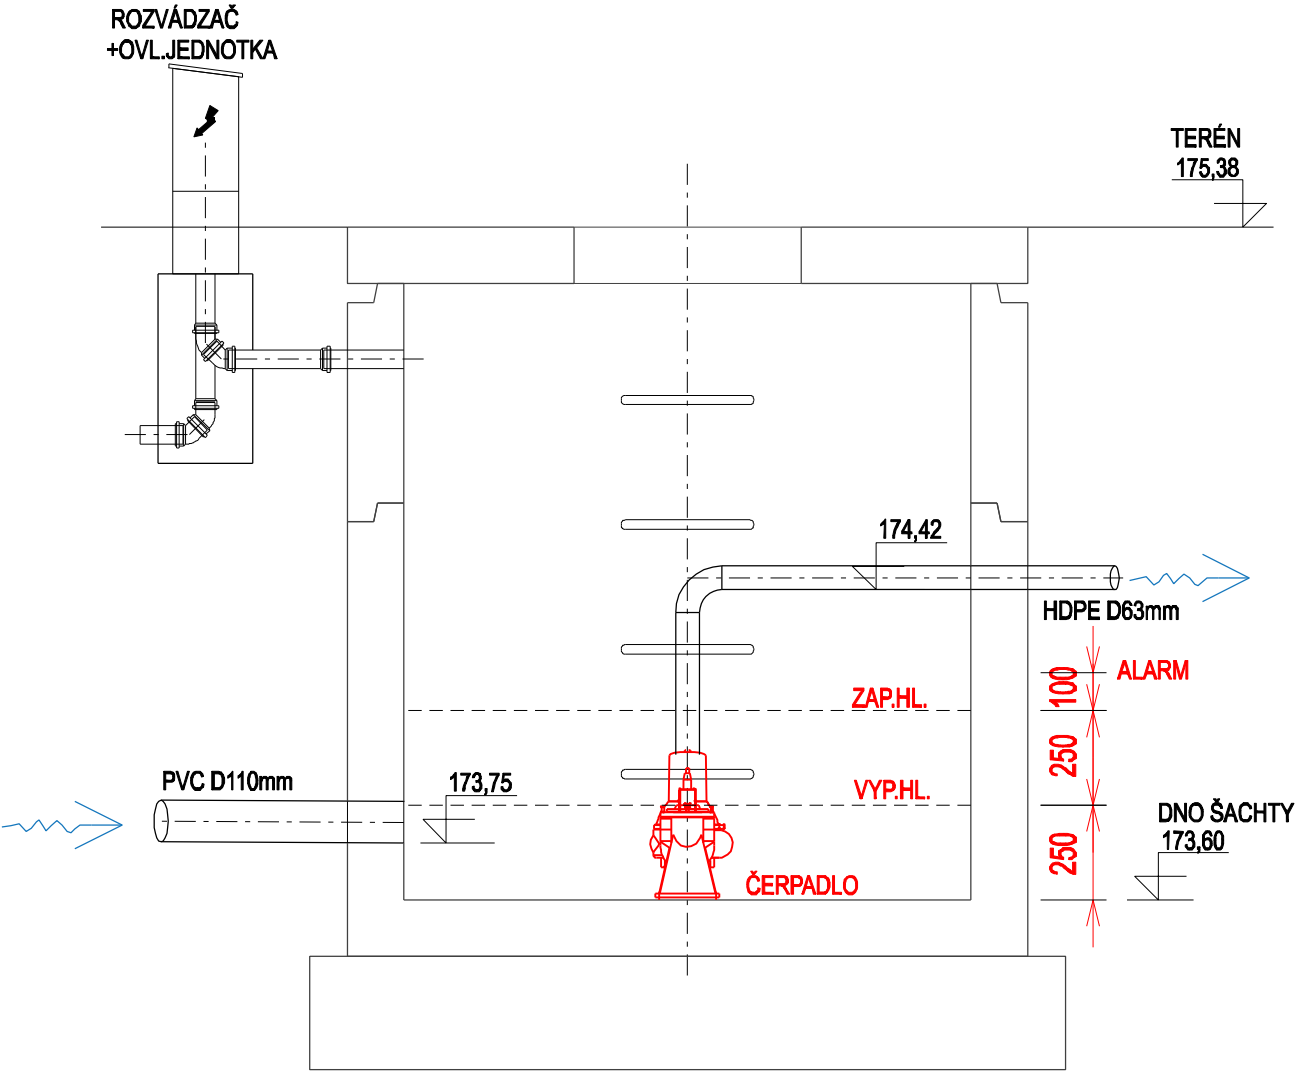 ROZVÁDZAČ
+OVL.JEDNOTKA
TERÉN
175,38
174,42
HDPE D63mm
ALARM
100
ZAP.HL.
250
PVC D110mm
173,75
VYP.HL.
DNO ŠACHTY
173,60
250
ČERPADLO